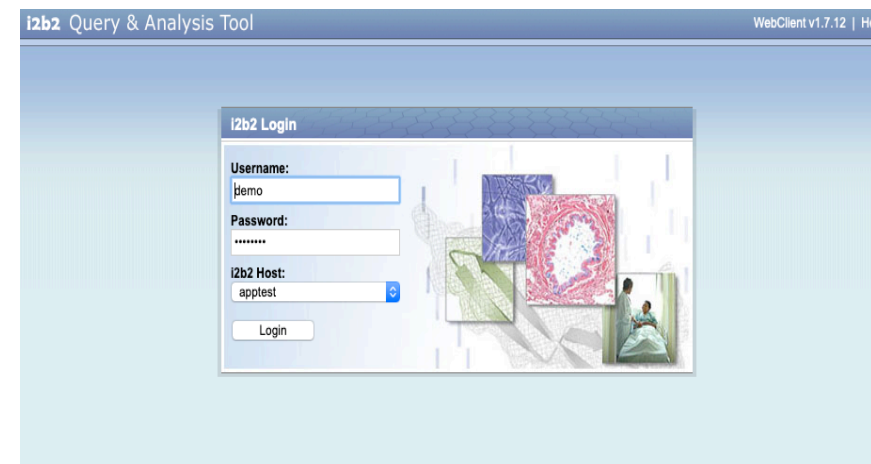 i2b2 Query & Analysis Tool
WebClient v1.7.12 |
i2b2 Login
Username:
demo
Password:
••••••••
i2b2 Host:
apptest
Login